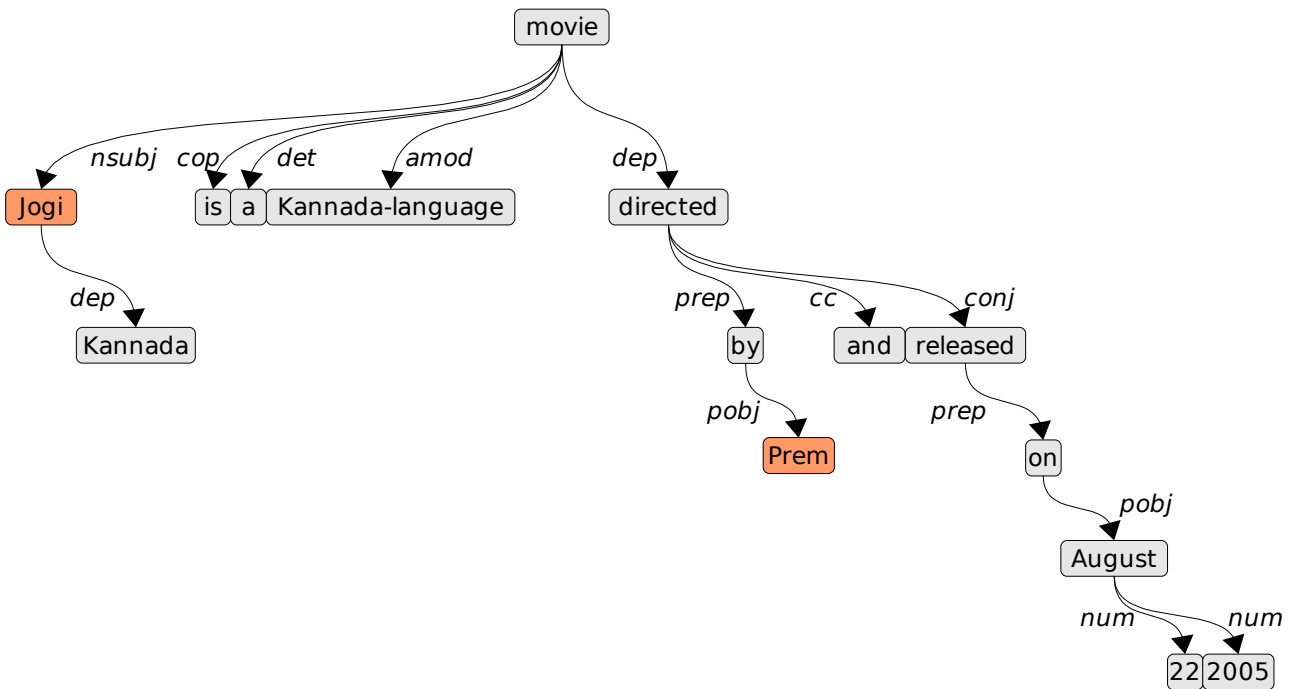 movie
nsubj cop det amod dep
Jogi is a Kannada-language directed
dep prep cc conj
Kannada by and released
pobj prep
Prem on
pobj
August
num num
22 2005